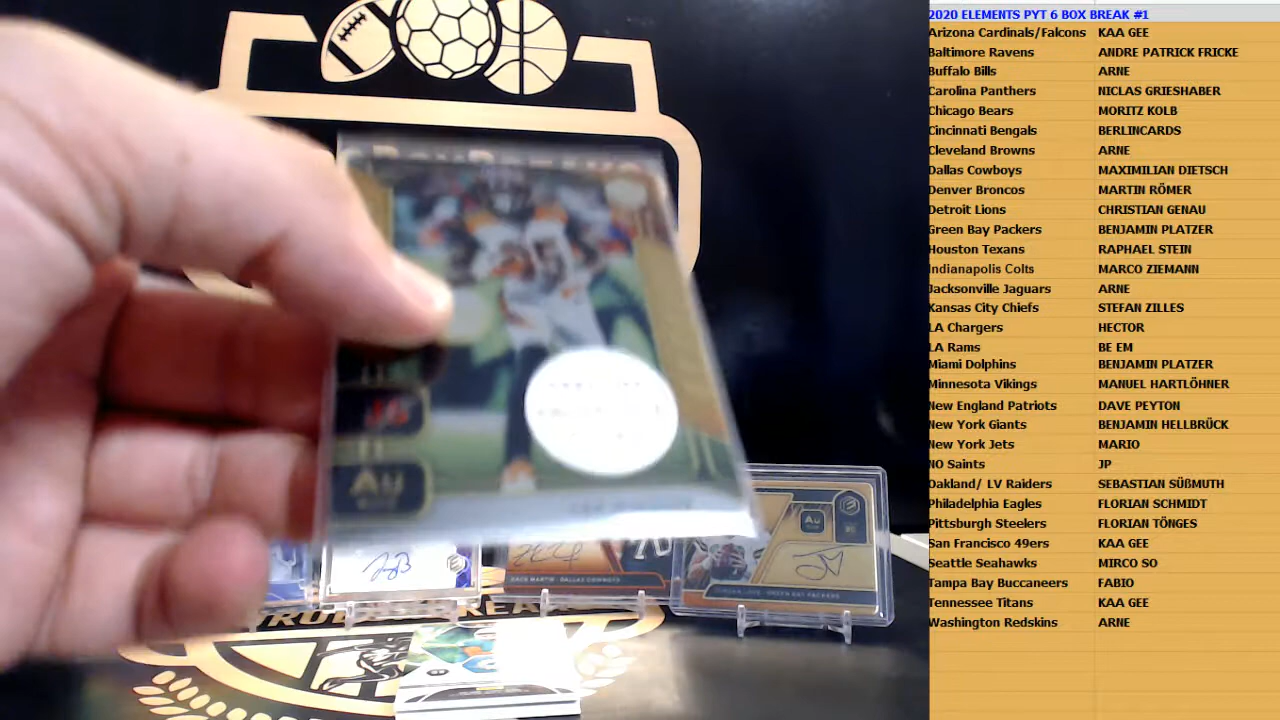 2020 ELEMENTS PYT 6 BOX BREAK #1
Arizona Cardinals/Falcons KAA GEE
Baltimore Ravens ANDRE PATRICK FRICKE
Buffalo Bills ARNE
Carolina Panthers NICLAS GRIESHABER
Chicago Bears MORITZ KOLB
Cincinnati Bengals BERLINCARDS
Cleveland Browns ARNE
Dallas Cowboys MAXIMILIAN DIETSCH
Denver Broncos MARTIN RÖMER
Detroit Lions CHRISTIAN GENAU
Green Bay Packers BENJAMIN PLATZER
Houston Texans RAPHAEL STEIN
Indianapolis Colts MARCO ZIEMANN
Jacksonville Jaguars ARNE
Kansas City Chiefs STEFAN ZILLES
LA Chargers HECTOR
LA Rams BE EM
Miami Dolphins BENJAMIN PLATZER
Minnesota Vikings MANUEL HARTLÖHNER
New England Patriots DAVE PEYTON
New York Giants BENJAMIN HELLBRÜCK
New York Jets MARIO
NO Saints JP
Oakland/ LV Raiders SEBASTIAN SÜßMUTH
Philadelphia Eagles FLORIAN SCHMIDT
Pittsburgh Steelers FLORIAN TÖNGES
San Francisco 49ers KAA GEE
Seattle Seahawks MIRCO SO
Tampa Bay Buccaneers FABIO
Tennessee Titans KAA GEE
Washington Redskins ARNE
Au
Au
ZACK MARTIN - DALLAS COWBOYS
JORDAN LOVE - GREEN BAY PACKERS